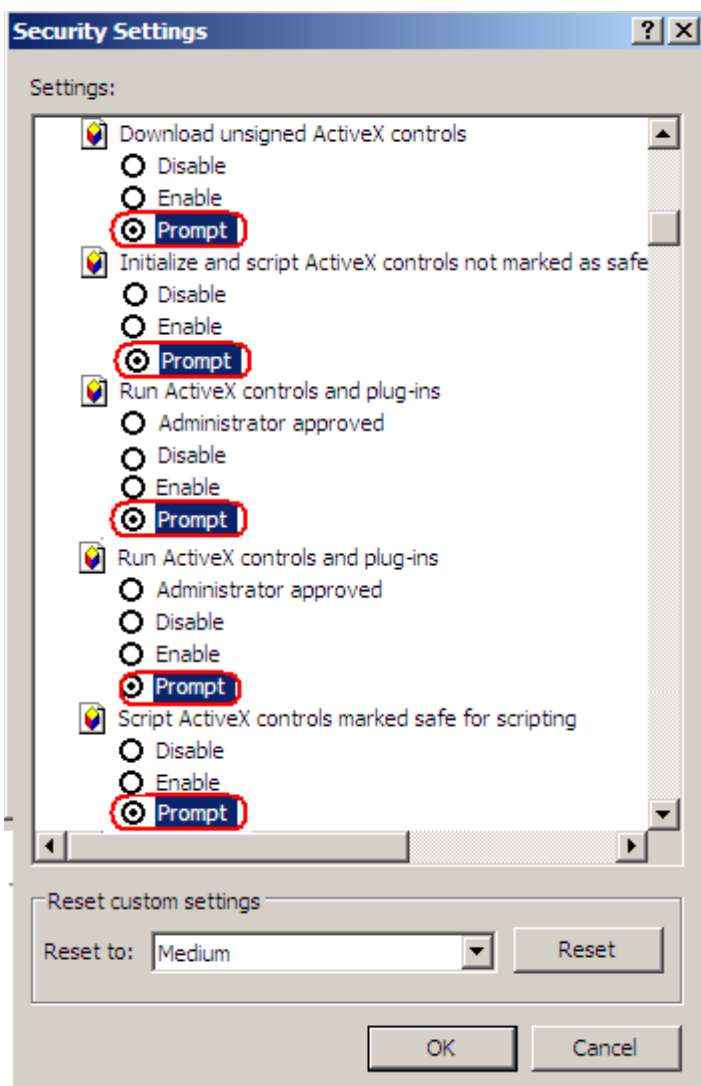 Security Settings
Settings:
Download unsigned ActiveX controls
Disable
Enable
Prompt
Initialize and script ActiveX controls not marked as safe
Disable
Enable
Prompt
Run ActiveX controls and plug-ins
Administrator approved
Disable
Enable
Prompt
Run ActiveX controls and plug-ins
Administrator approved
Disable
Enable
Prompt
Script ActiveX controls marked safe for scripting
Disable
Enable
Prompt
Reset custom settings
Reset to: Medium Reset
OK Cancel